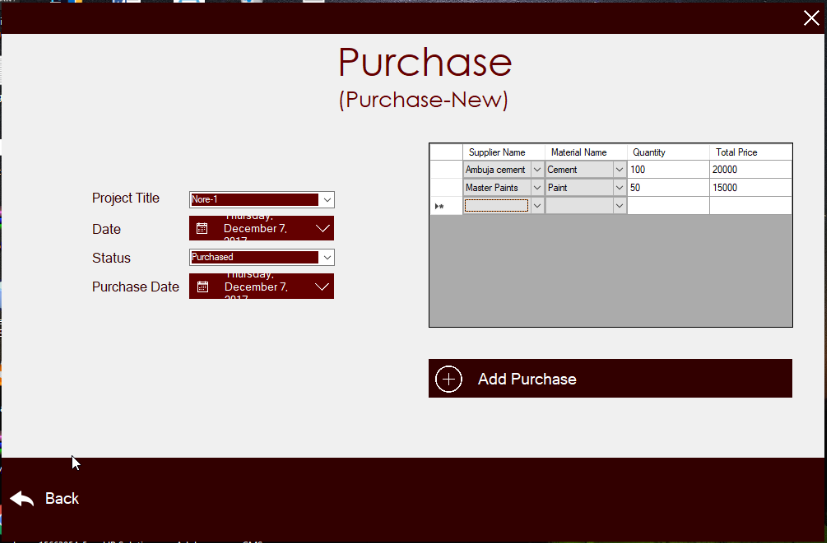 Purchase
(Purchase-New)
Supplier Name Material Name Quantity Total Price
Ambuja cement Cement 100 20000
Master Paints Paint 50 15000
Project Title Nore-1
Date Thursday, December 7, 2017
Status Purchased
Purchase Date Thursday, December 7, 2017
Add Purchase
Back